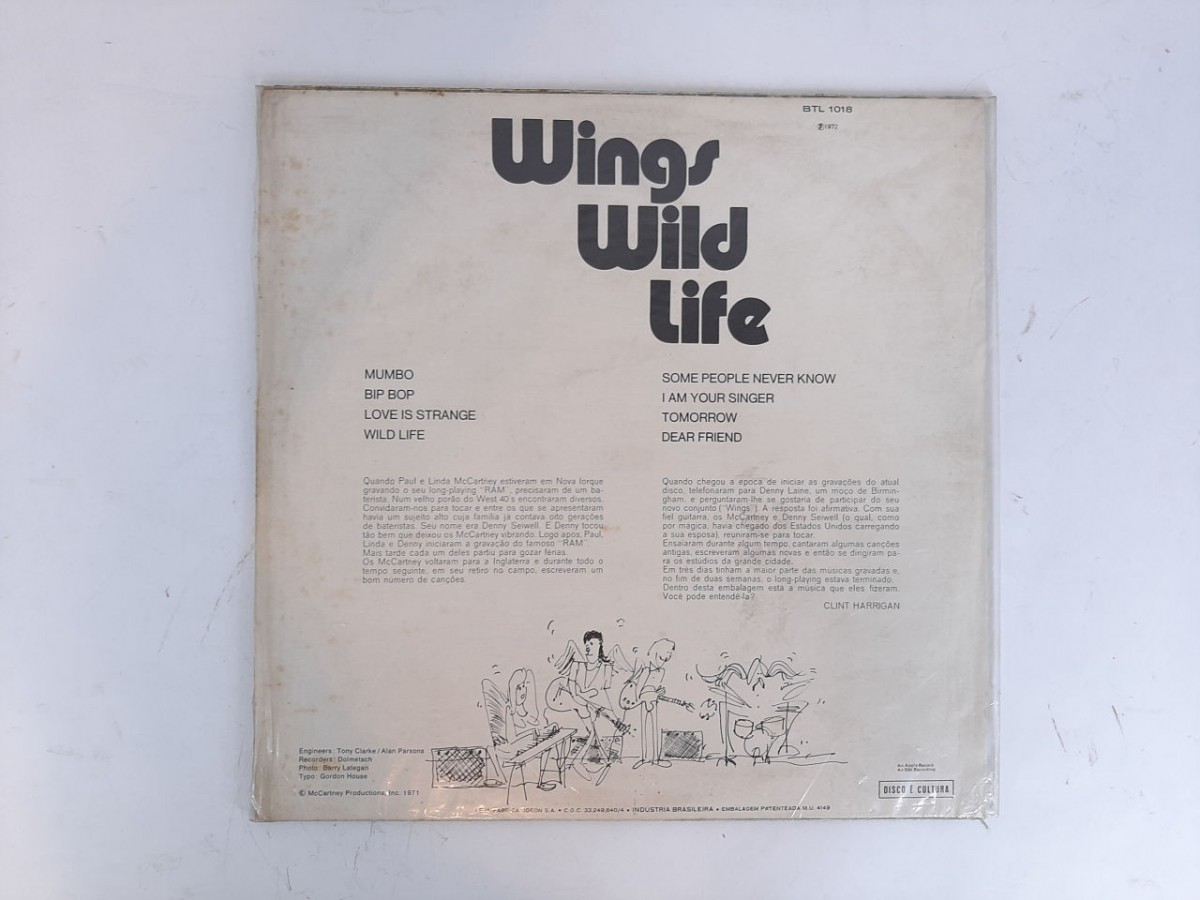 BTL 1018
℗1972
Wings
Wild
Life
MUMBO
BIP BOP
LOVE IS STRANGE
WILD LIFE
SOME PEOPLE NEVER KNOW
I AM YOUR SINGER
TOMORROW
DEAR FRIEND
Quando Paul e Linda McCartney estiveram em Nova Iorque
gravando o seu long-playing "RAM", precisaram de um ba-
terista. Num velho porão do West 40's encontraram diversos.
Convidaram-nos para tocar e entre os que se apresentaram
havia um sujeito alto cuja família já contava oito gerações
de bateristas. Seu nome era Denny Seiwell. E Denny tocou
tão bem que deixou os McCartney vibrando. Logo após, Paul,
Linda e Denny iniciaram a gravação do famoso "RAM".
Mais tarde cada um deles partiu para gozar férias.
Os McCartney voltaram para a Inglaterra e durante todo o
tempo seguinte, em seu retiro no campo, escreveram um
bom número de canções.
Quando chegou a época de iniciar as gravações do atual
disco, telefonaram para Denny Laine, um moço de Birmin-
gham, e perguntaram-lhe se gostaria de participar do seu
novo conjunto ("Wings"). A resposta foi afirmativa. Com sua
fiel guitarra, os McCartney e Denny Seiwell (o qual, como
por mágica, havia chegado dos Estados Unidos carregando
a sua esposa), reuniram-se para tocar.
Ensaiaram durante algum tempo, cantaram algumas canções
antigas, escreveram algumas novas e então se dirigiram pa-
ra os estúdios da grande cidade.
Em três dias tinham a maior parte das músicas gravadas e,
no fim de duas semanas, o long-playing estava terminado.
Dentro desta embalagem está a música que eles fizeram.
Você pode entendê-la?
CLINT HARRIGAN
Engineers: Tony Clarke/Alan Parsons
Recorders: Dolmetsch
Photo: Barry Lategan
Typo: Gordon House
© McCartney Productions, Inc. 1971
An Apple Record
An EMI Recording
DISCO É CULTURA
ODEON S.A. • C.G.C. 33.249.640/4 • INDÚSTRIA BRASILEIRA • EMBALAGEM PATENTEADA M.U. 4149